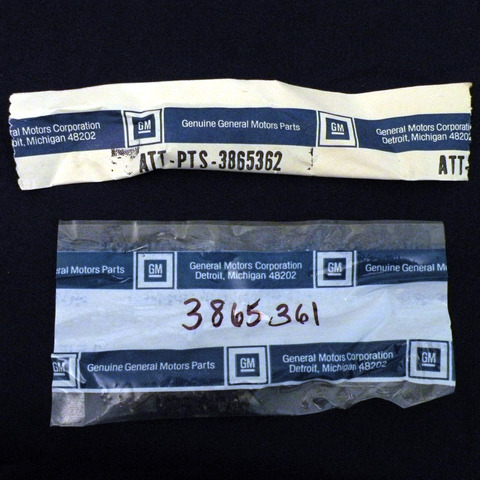 eral Motors Corporation GM Genuine General Motors Parts GM General Motors Corporation
oit, Michigan 48202 Detroit, Michigan 48202
ATT-PTS-3865362 ATT-
ral Motors Parts GM General Motors Corporation GM Genuine General M
Detroit, Michigan 48202
3865361
GM Genuine General Motors Parts GM General Motors Corporation GM
Detroit, Michigan 48202